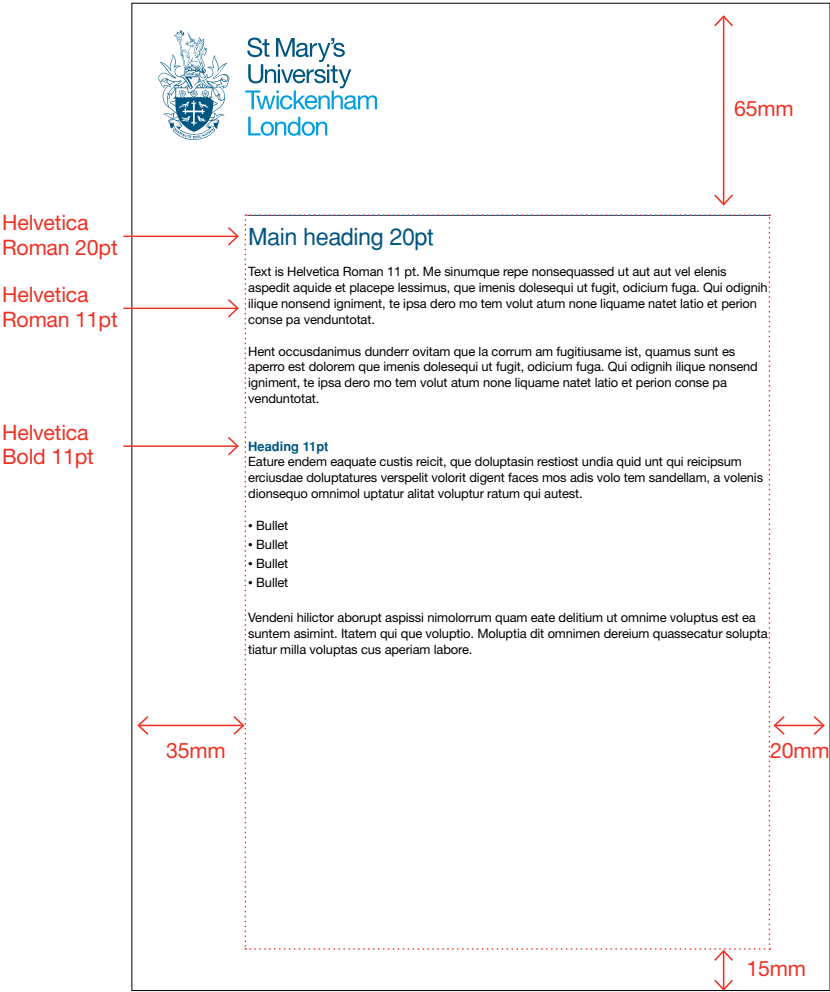 St Mary's
University
Twickenham
London
65mm
Helvetica
Roman 20pt
Main heading 20pt
Helvetica
Roman 11pt
Text is Helvetica Roman 11 pt. Me sinumque repe nonsequassed ut aut aut vel elenis
aspedit aquide et placepe lessimus, que imenis dolesequi ut fugit, odicium fuga. Qui odignih
ilique nonsend igniment, te ipsa dero mo tem volut atum none liquame natet latio et perion
conse pa venduntotat.
Hent occusdanimus dunderr ovitam que la corrum am fugitiusame ist, quamus sunt es
aperro est dolorem que imenis dolesequi ut fugit, odicium fuga. Qui odignih ilique nonsend
igniment, te ipsa dero mo tem volut atum none liquame natet latio et perion conse pa
venduntotat.
Helvetica
Bold 11pt
Heading 11pt
Eature endem eaquate custis reicit, que doluptasin restiost undia quid unt qui reicipsum
erciusdae doluptatures verspelit volorit digent faces mos adis volo tem sandellam, a volenis
dionsequo omnimol uptatur alitat voluptur ratum qui autest.
• Bullet
• Bullet
• Bullet
• Bullet
Vendeni hilictor aborupt aspissi nimolorrum quam eate delitium ut omnime voluptus est ea
suntem asimint. Itatem qui que voluptio. Moluptia dit omnimen dereium quassecatur solupta
tiatur milla voluptas cus aperiam labore.
35mm
20mm
15mm